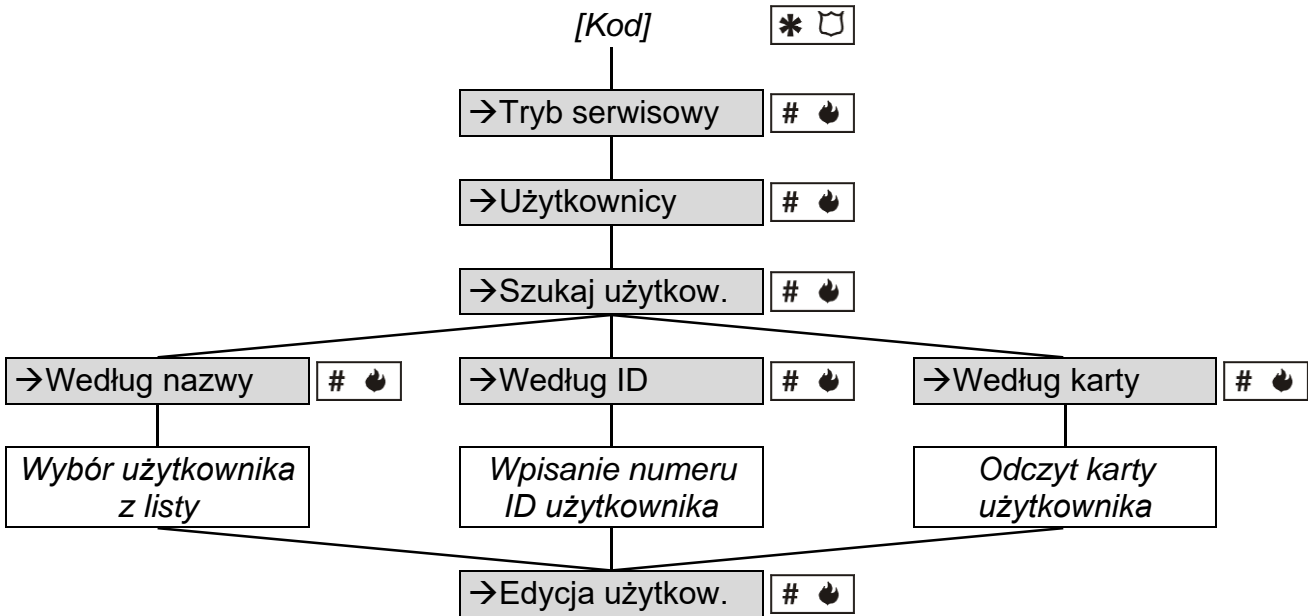 [Kod] *
→Tryb serwisowy #
→Użytkownicy #
→Szukaj użytkow. #
→Według nazwy # →Według ID # →Według karty #
Wybór użytkownika
z listy
Wpisanie numeru
ID użytkownika
Odczyt karty
użytkownika
→Edycja użytkow. #